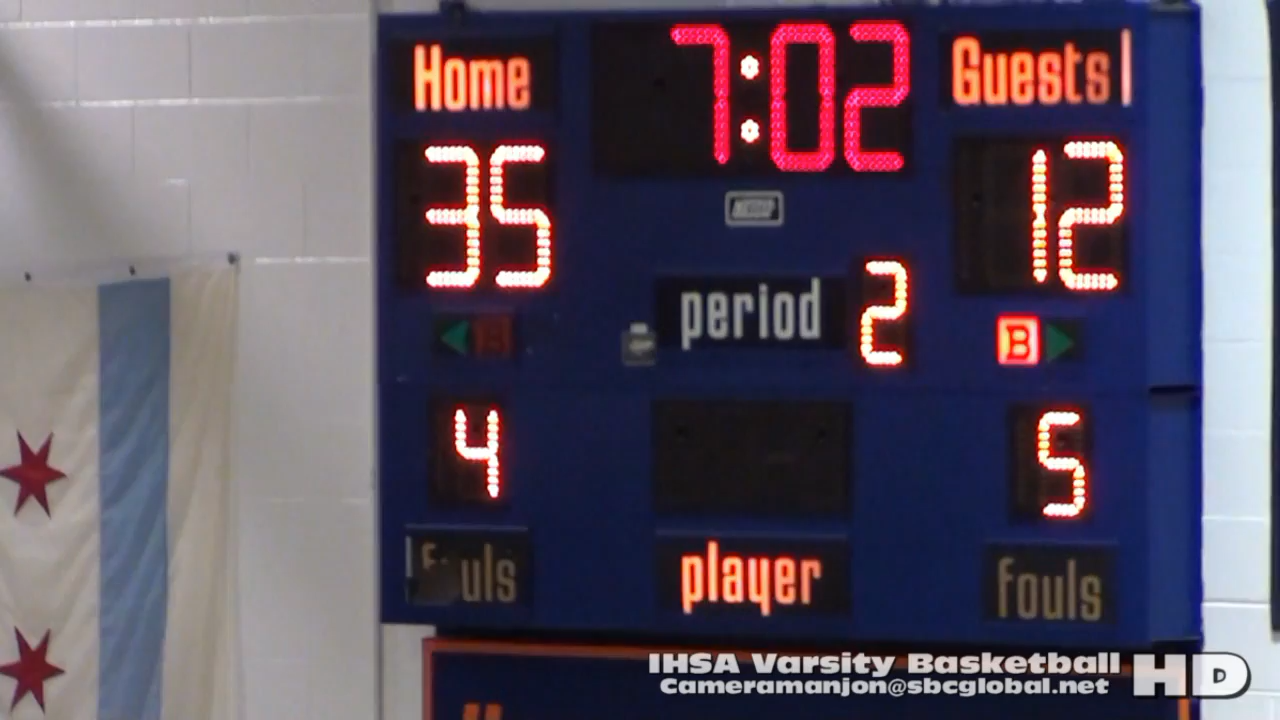 Home 7:02 Guests
35 12
period 2
B B
4 5
fouls player fouls
IHSA Varsity Basketball HD
Cameramanjon@sbcglobal.net